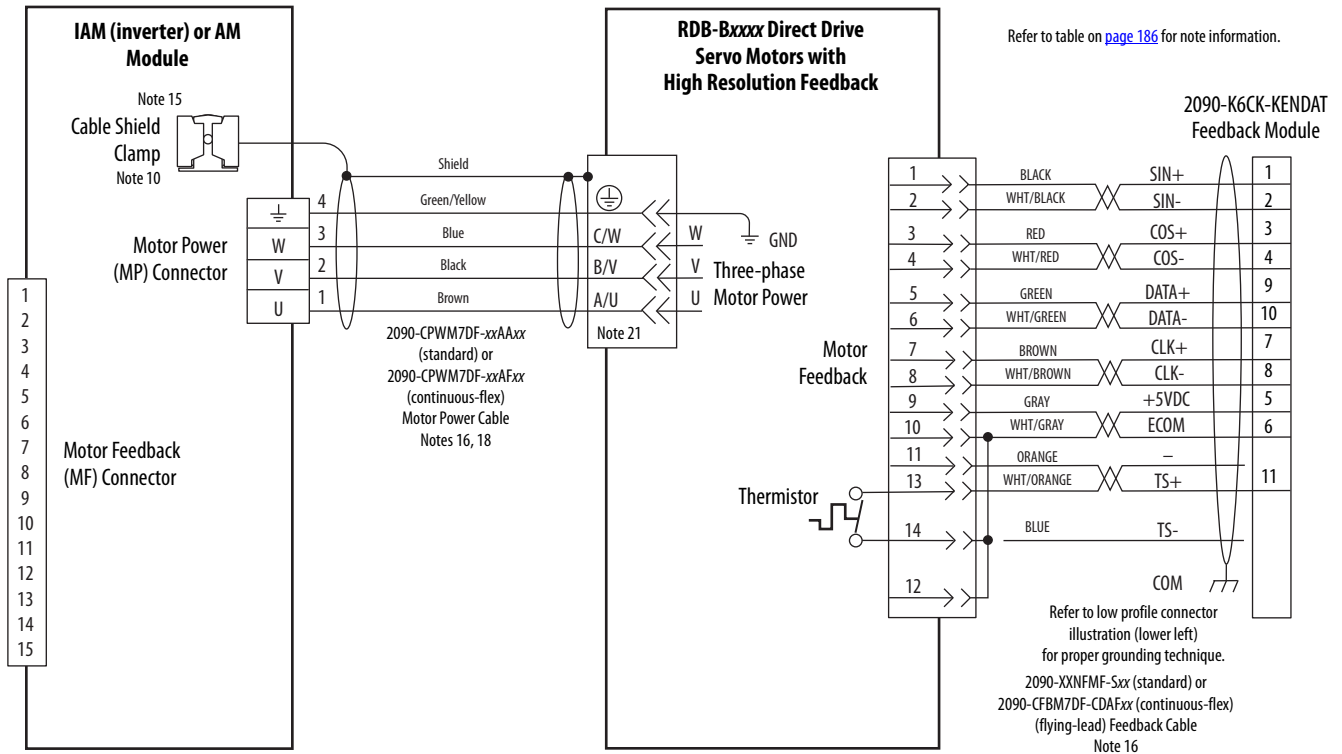 IAM (inverter) or AM
Module
Note 15
Cable Shield
Clamp
Note 10
Motor Power
(MP) Connector
4
W
3
V
2
U
1
1
2
3
4
5
6
7
8
9
10
11
12
13
14
15
Motor Feedback
(MF) Connector
Shield
Green/Yellow
Blue
Black
Brown
2090-CPWM7DF-xxAAxx
(standard) or
2090-CPWM7DF-xxAFxx
(continuous-flex)
Motor Power Cable
Notes 16, 18
RDB-Bxxxx Direct Drive
Servo Motors with
High Resolution Feedback
C/W
B/V
A/U
Note 21
W
V
U
GND
Three-phase
Motor Power
Motor
Feedback
Thermistor
Refer to table on page 186 for note information.
2090-K6CK-KENDAT
Feedback Module
1 BLACK SIN+ 1
2 WHT/BLACK SIN- 2
3 RED COS+ 3
4 WHT/RED COS- 4
5 GREEN DATA+ 9
6 WHT/GREEN DATA- 10
7 BROWN CLK+ 7
8 WHT/BROWN CLK- 8
9 GRAY +5VDC 5
10 WHT/GRAY ECOM 6
11 ORANGE –
13 WHT/ORANGE TS+ 11
14 BLUE TS-
12 COM
Refer to low profile connector
illustration (lower left)
for proper grounding technique.
2090-XXNFMF-Sxx (standard) or
2090-CFBM7DF-CDAFxx (continuous-flex)
(flying-lead) Feedback Cable
Note 16